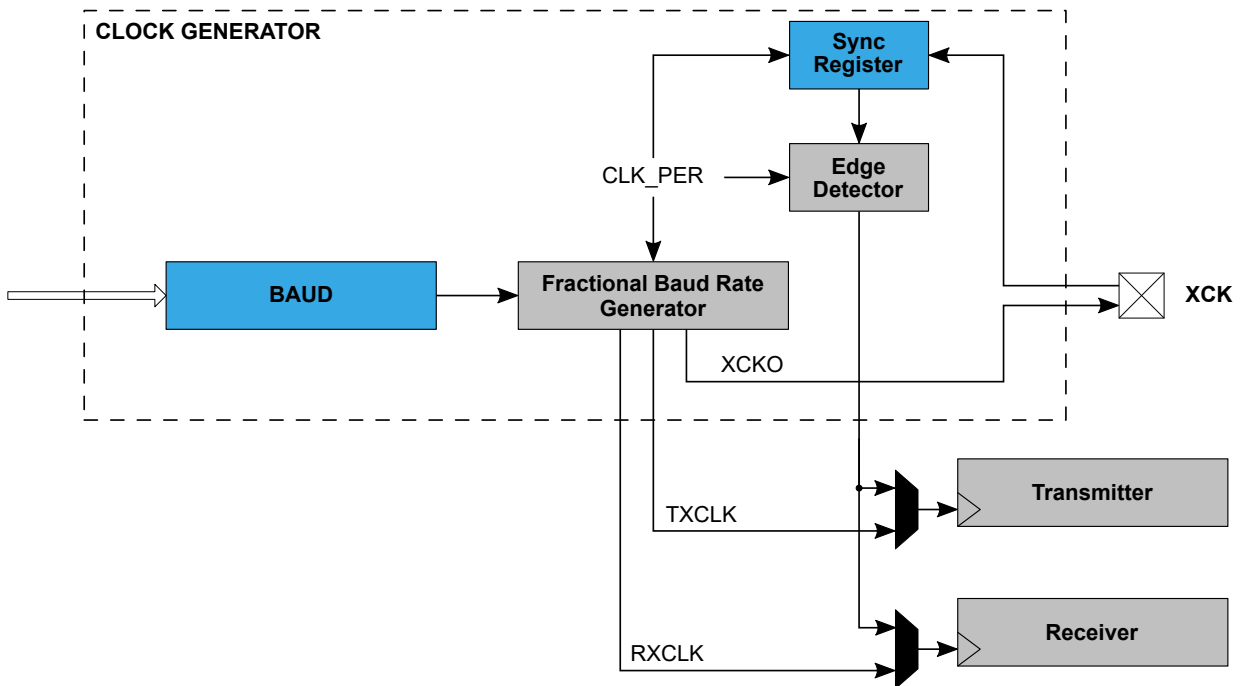 CLOCK GENERATOR
Sync
Register
CLK_PER
Edge
Detector
BAUD
Fractional Baud Rate
Generator
XCK
XCKO
Transmitter
TXCLK
Receiver
RXCLK